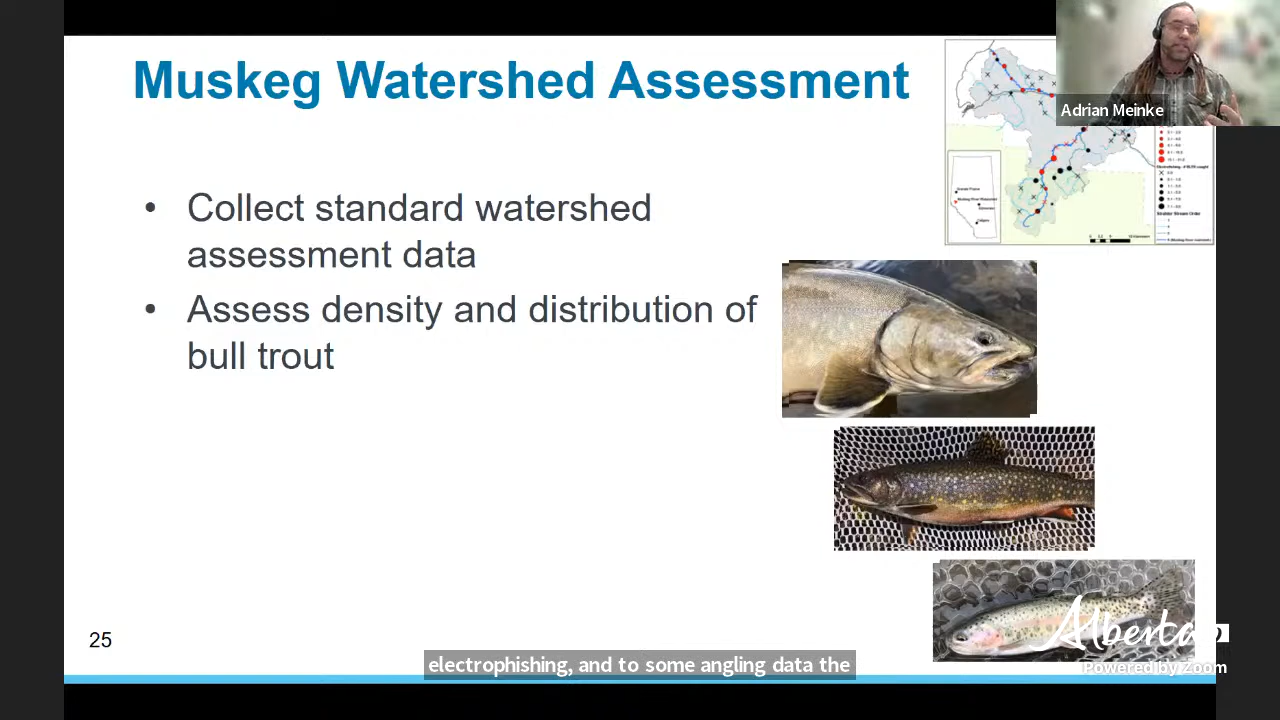 Muskeg Watershed Assessment
Adrian Meinke
• Collect standard watershed
assessment data
• Assess density and distribution of
bull trout
25
Alberta
electrophishing, and to some angling data the
Powered by Zoom